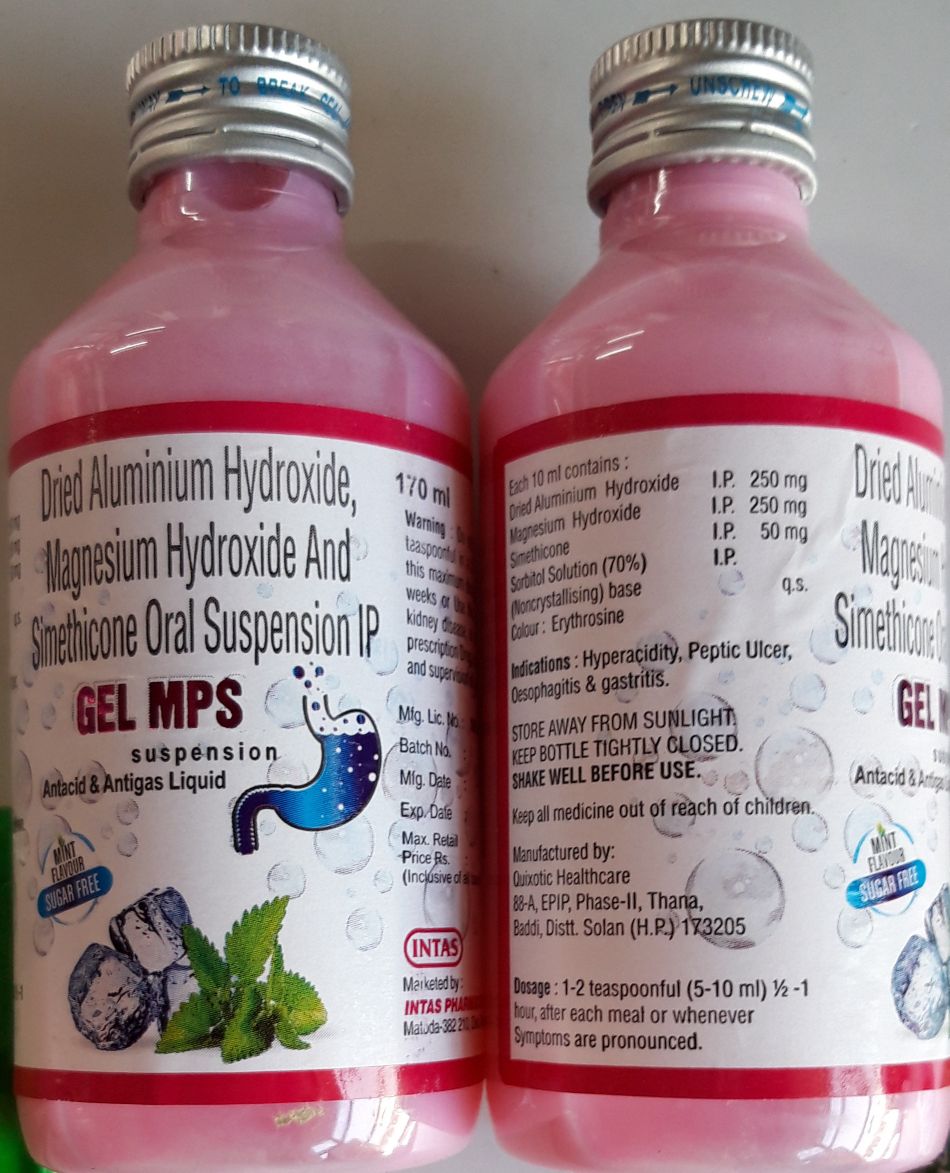 TO BREAK SEAL
Dried Aluminium Hydroxide,
Magnesium Hydroxide And
Simethicone Oral Suspension IP
GEL MPS
suspension
Antacid & Antigas Liquid
MINT
FLAVOUR
SUGAR FREE
170 ml
Warning :
teaspoonful
this maximum
weeks or
kidney disease
prescription
and supervision
Mfg. Lic. No :
Batch No.
Mfg. Date
Exp. Date
Max. Retail
Price Rs.
(Inclusive of all
INTAS
Marketed by:
INTAS
Matoda-382 210
OPEN UNSCREW
Each 10 ml contains :
Dried Aluminium Hydroxide I.P. 250 mg
Magnesium Hydroxide I.P. 250 mg
Simethicone I.P. 50 mg
Sorbitol Solution (70%) I.P.
(Noncrystallising) base q.s.
Colour : Erythrosine
Indications : Hyperacidity, Peptic Ulcer,
Oesophagitis & gastritis.
STORE AWAY FROM SUNLIGHT.
KEEP BOTTLE TIGHTLY CLOSED.
SHAKE WELL BEFORE USE.
Keep all medicine out of reach of children.
Manufactured by:
Quixotic Healthcare
88-A, EPIP, Phase-II, Thana,
Baddi, Distt. Solan (H.P.) 173205
Dosage : 1-2 teaspoonful (5-10 ml) ½ -1
hour, after each meal or whenever
Symptoms are pronounced.
Dried
Magnesium
Simethicone
GEL
Antacid &
MINT
FLAVOUR
SUGAR FREE